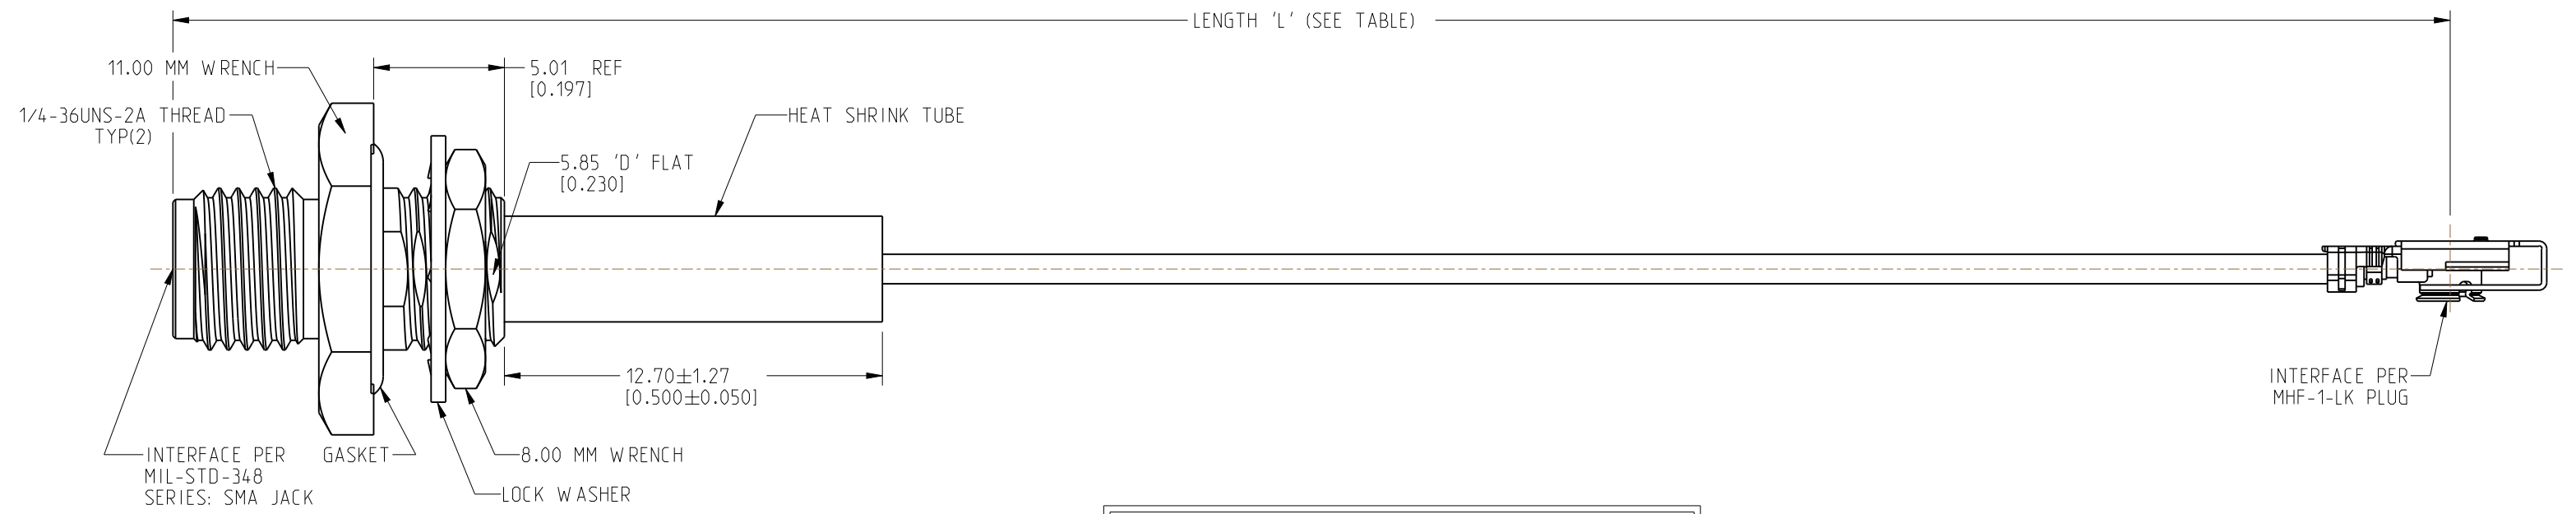 LENGTH 'L' (SEE TABLE)
11.00 MM WRENCH
5.01 REF
[0.197]
1/4-36UNS-2A THREAD
TYP(2)
HEAT SHRINK TUBE
5.85 'D' FLAT
[0.230]
12.70±1.27
[0.500±0.050]
INTERFACE PER
MHF-1-LK PLUG
INTERFACE PER
MIL-STD-348
SERIES: SMA JACK
GASKET
8.00 MM WRENCH
LOCK WASHER